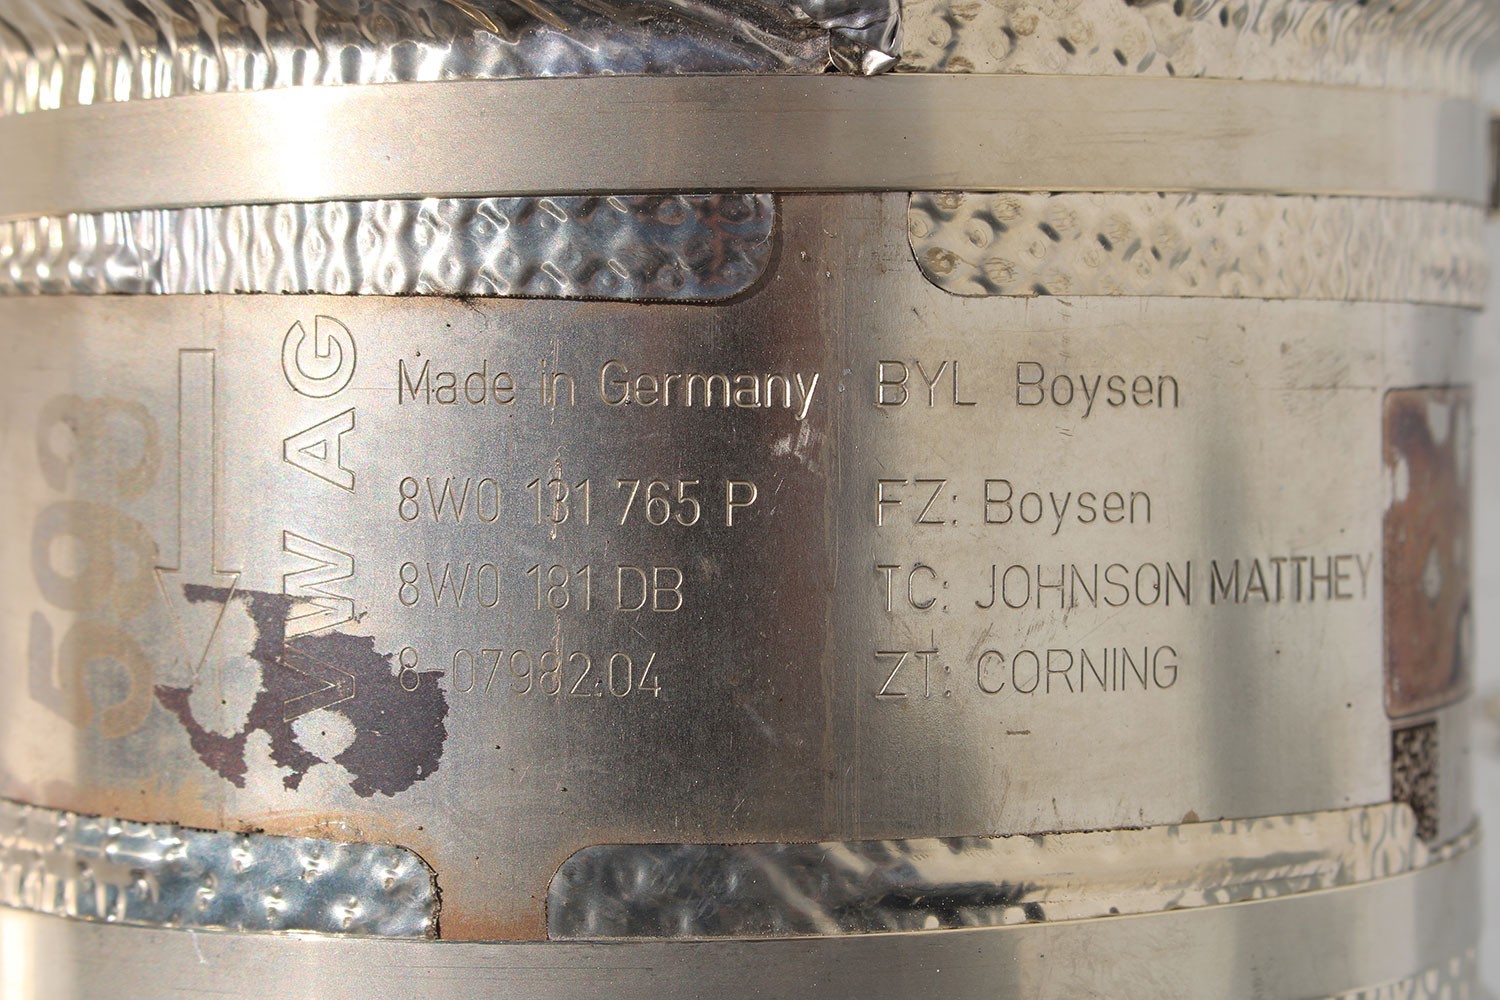 593
VW AG
Made in Germany
8W0 131 765 P
8W0 181 DB
8-07982.04
BYL Boysen
FZ: Boysen
TC: JOHNSON MATTHEY
ZT: CORNING